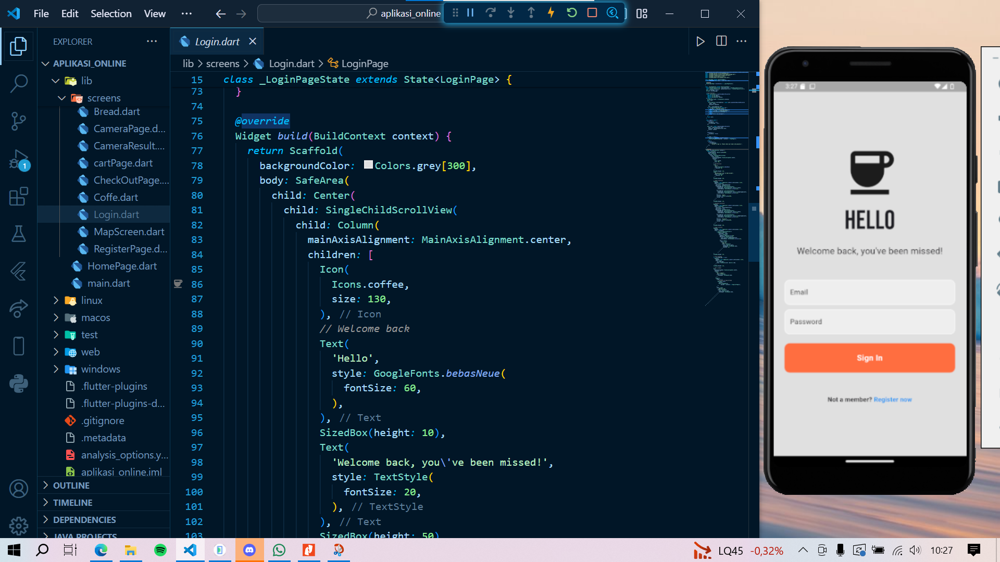 File Edit Selection View
aplikasi_online
EXPLORER
APLIKASI_ONLINE
lib
screens
Bread.dart
CameraPage.d...
CameraResult....
cartPage.dart
CheckOutPage....
Coffe.dart
Login.dart
MapScreen.dart
RegisterPage.d...
HomePage.dart
main.dart
linux
macos
test
web
windows
.flutter-plugins
.flutter-plugins-d...
.gitignore
.metadata
analysis_options.y...
aplikasi_online.iml
OUTLINE
TIMELINE
DEPENDENCIES
JAVA PROJECTS
1
Login.dart
lib > screens > Login.dart > LoginPage
15 class _LoginPageState extends State<LoginPage> {
73 }
74
75 @override
76 Widget build(BuildContext context) {
77 return Scaffold(
78 backgroundColor: Colors.grey[300],
79 body: SafeArea(
80 child: Center(
81 child: SingleChildScrollView(
82 child: Column(
83 mainAxisAlignment: MainAxisAlignment.center,
84 children: [
85 Icon(
86 Icons.coffee,
87 size: 130,
88 ), // Icon
89 // Welcome back
90 Text(
91 'Hello',
92 style: GoogleFonts.bebasNeue(
93 fontSize: 60,
94 ),
95 ), // Text
96 SizedBox(height: 10),
97 Text(
98 'Welcome back, you\'ve been missed!',
99 style: TextStyle(
100 fontSize: 20,
101 ), // TextStyle
102 ), // Text
103 SizedBox(height: 50)
3:27
HELLO
Welcome back, you've been missed!
Email
Password
Sign In
Not a member? Register now
LQ45 -0,32%
10:27